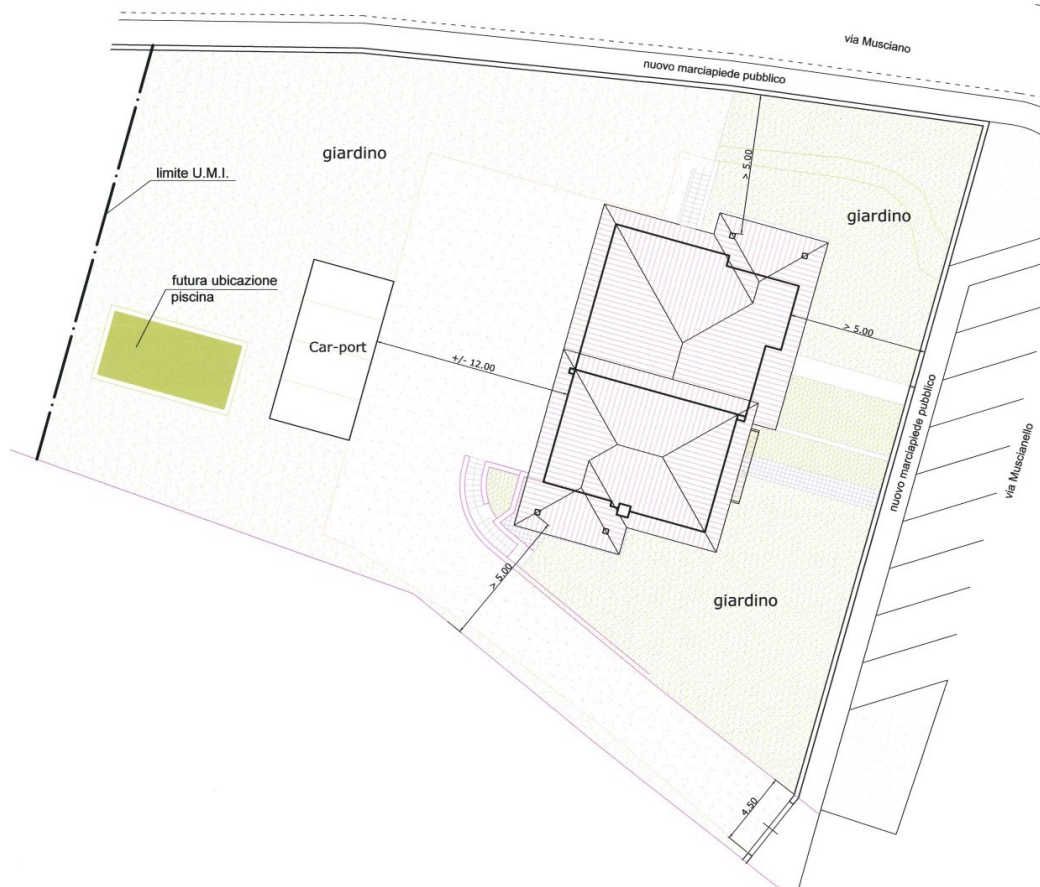 via Musciano
nuovo marciapiede pubblico
giardino
> 5.00
limite U.M.I.
giardino
futura ubicazione
piscina
Car-port
+/- 12.00
> 5.00
nuovo marciapiede pubblico
via Muscianello
> 5.00
giardino
4.50